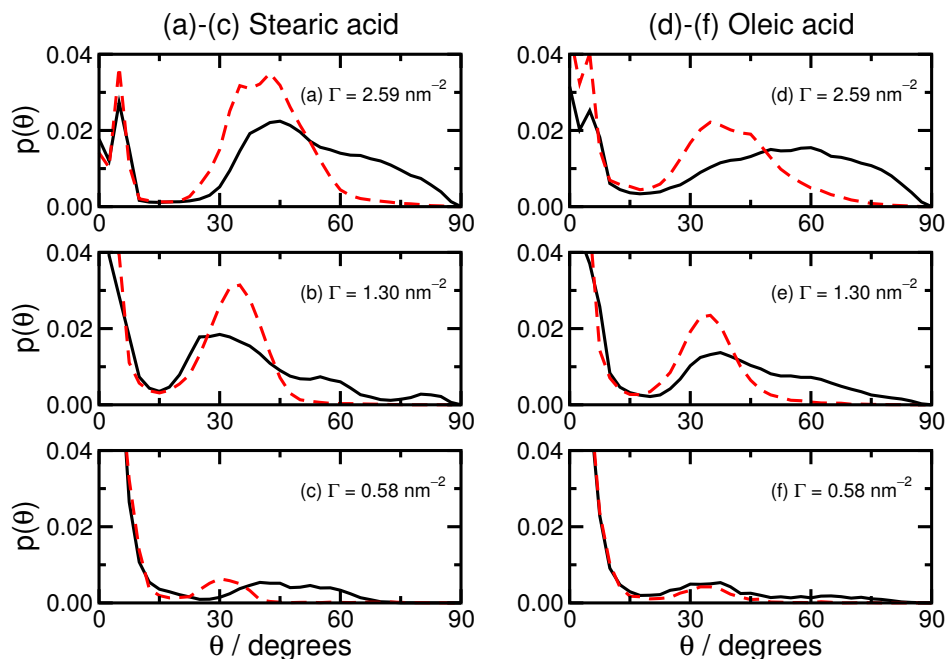 (a)-(c) Stearic acid
(d)-(f) Oleic acid
0.04
0.02
0.00
p(θ)
(a) Γ = 2.59 nm⁻²
0 30 60 90
0.04
0.02
0.00
(d) Γ = 2.59 nm⁻²
0 30 60 90
0.04
0.02
0.00
p(θ)
(b) Γ = 1.30 nm⁻²
0 30 60 90
0.04
0.02
0.00
(e) Γ = 1.30 nm⁻²
0 30 60 90
0.04
0.02
0.00
p(θ)
(c) Γ = 0.58 nm⁻²
0 30 60 90
θ / degrees
0.04
0.02
0.00
(f) Γ = 0.58 nm⁻²
0 30 60 90
θ / degrees